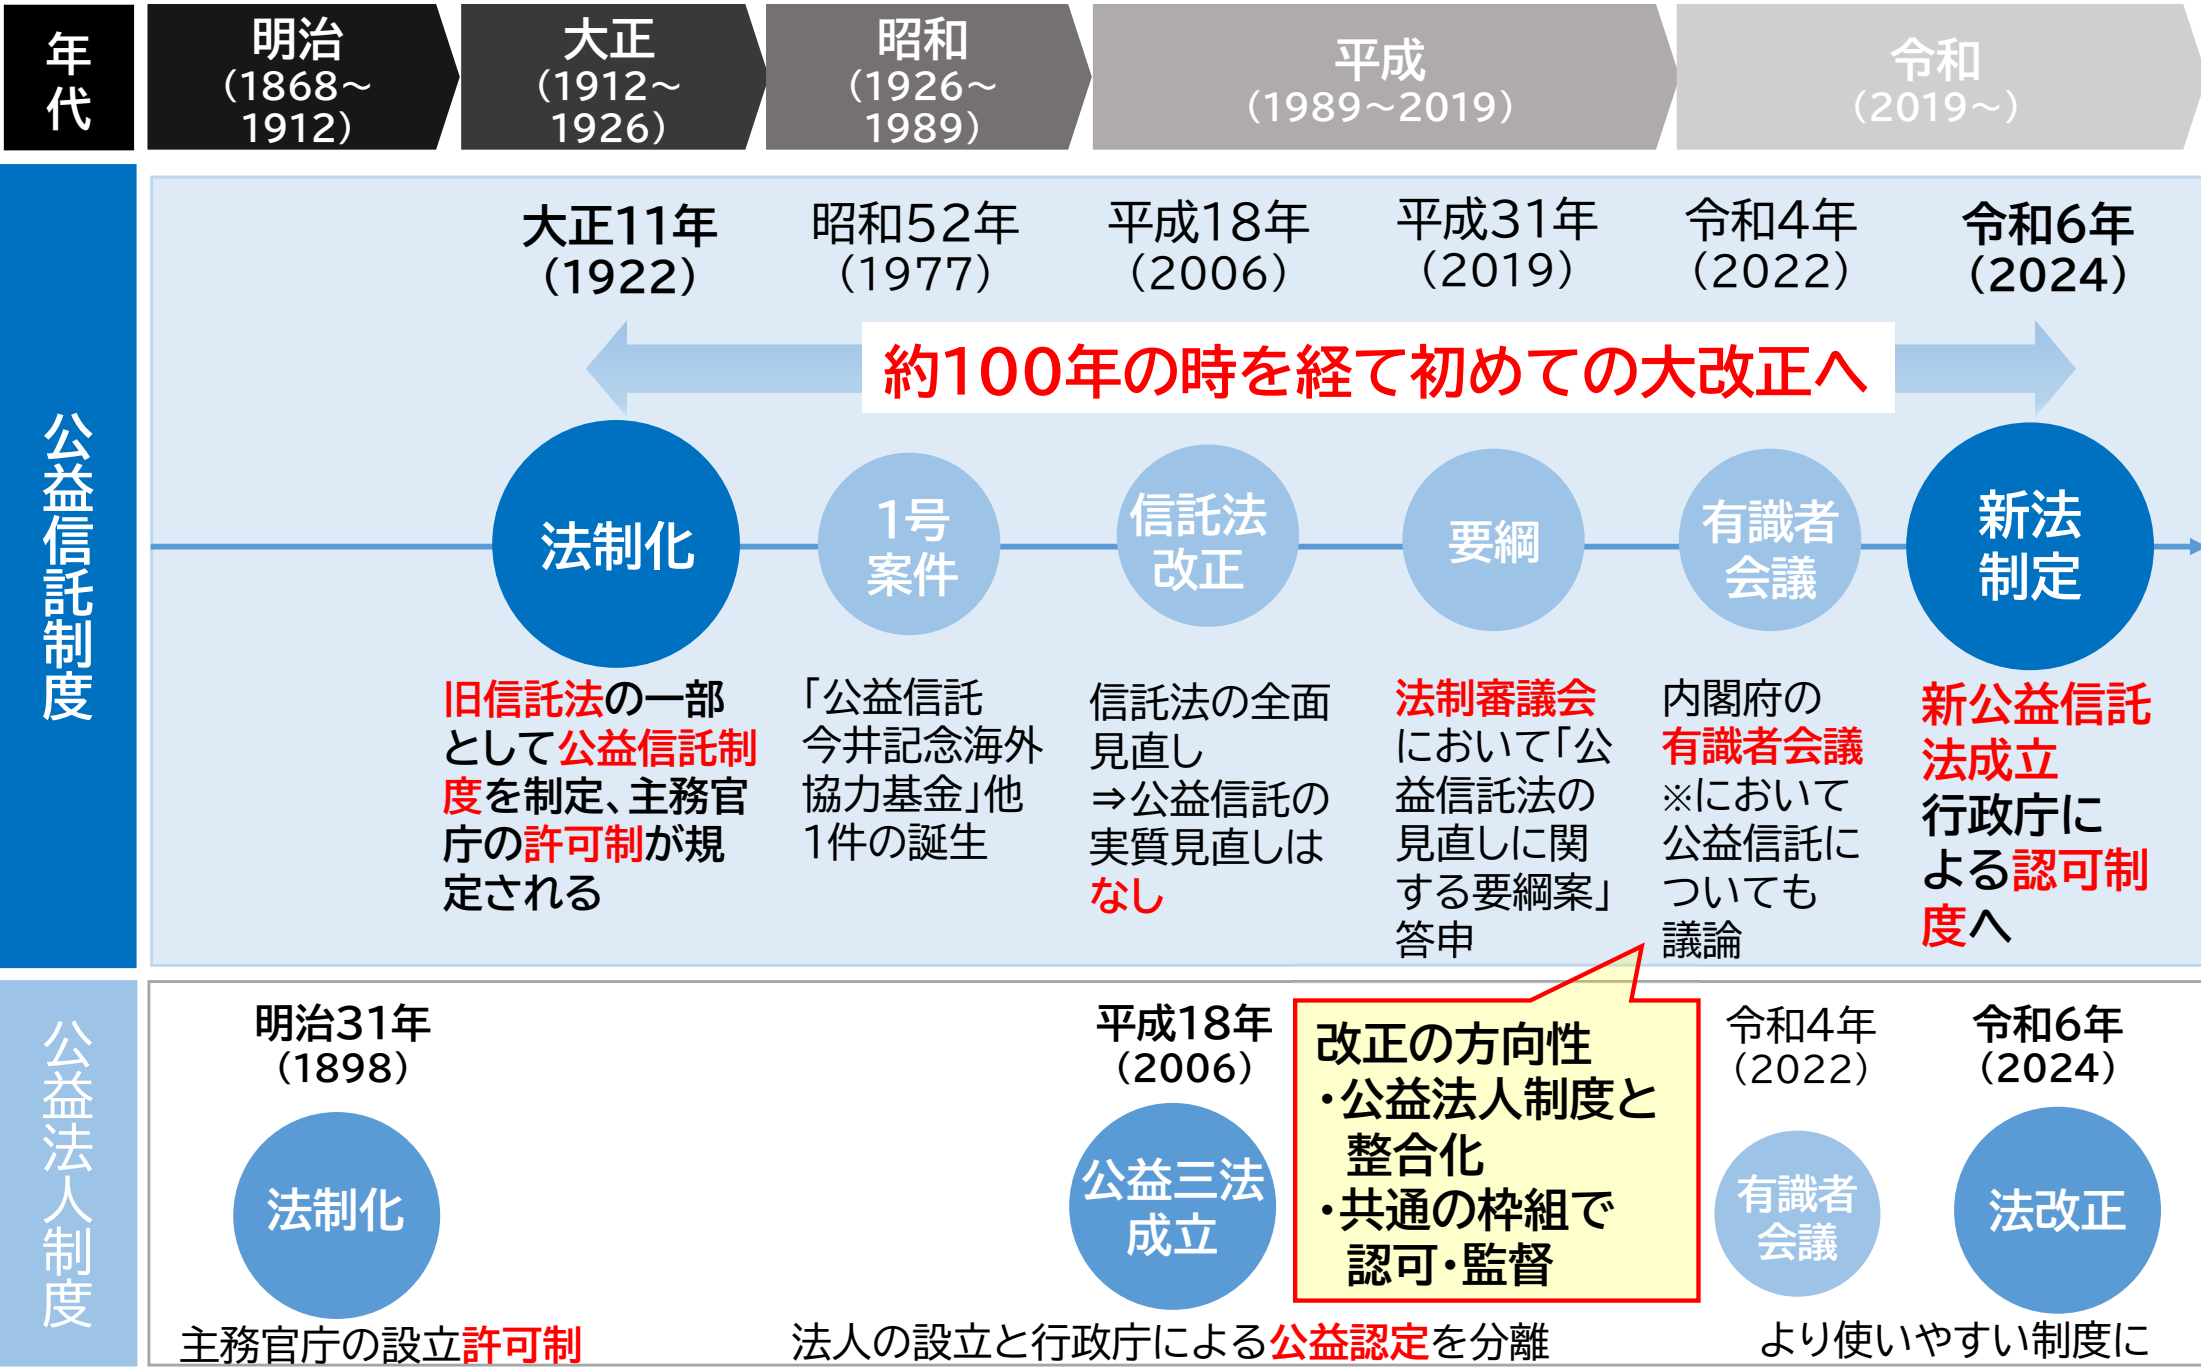 年代
明治
（1868～
1912）
大正
（1912～
1926）
昭和
（1926～
1989）
平成
（1989～2019）
令和
（2019～）
公益信託制度
大正11年
（1922）
昭和52年
（1977）
平成18年
（2006）
平成31年
（2019）
令和4年
（2022）
令和6年
（2024）
約100年の時を経て初めての大改正へ
法制化
1号
案件
信託法
改正
要綱
有識者
会議
新法
制定
旧信託法の一部
として公益信託制
度を制定、主務官
庁の許可制が規
定される
「公益信託
今井記念海外
協力基金」他
1件の誕生
信託法の全面
見直し
⇒公益信託の
実質見直しは
なし
法制審議会
において「公
益信託法の
見直しに関
する要綱案」
答申
内閣府の
有識者会議
※において
公益信託に
ついても
議論
新公益信託
法成立
行政庁に
よる認可制
度へ
公益法人制度
明治31年
（1898）
平成18年
（2006）
改正の方向性
・公益法人制度と
整合化
・共通の枠組で
認可・監督
令和4年
（2022）
令和6年
（2024）
法制化
公益三法
成立
有識者
会議
法改正
主務官庁の設立許可制
法人の設立と行政庁による公益認定を分離
より使いやすい制度に